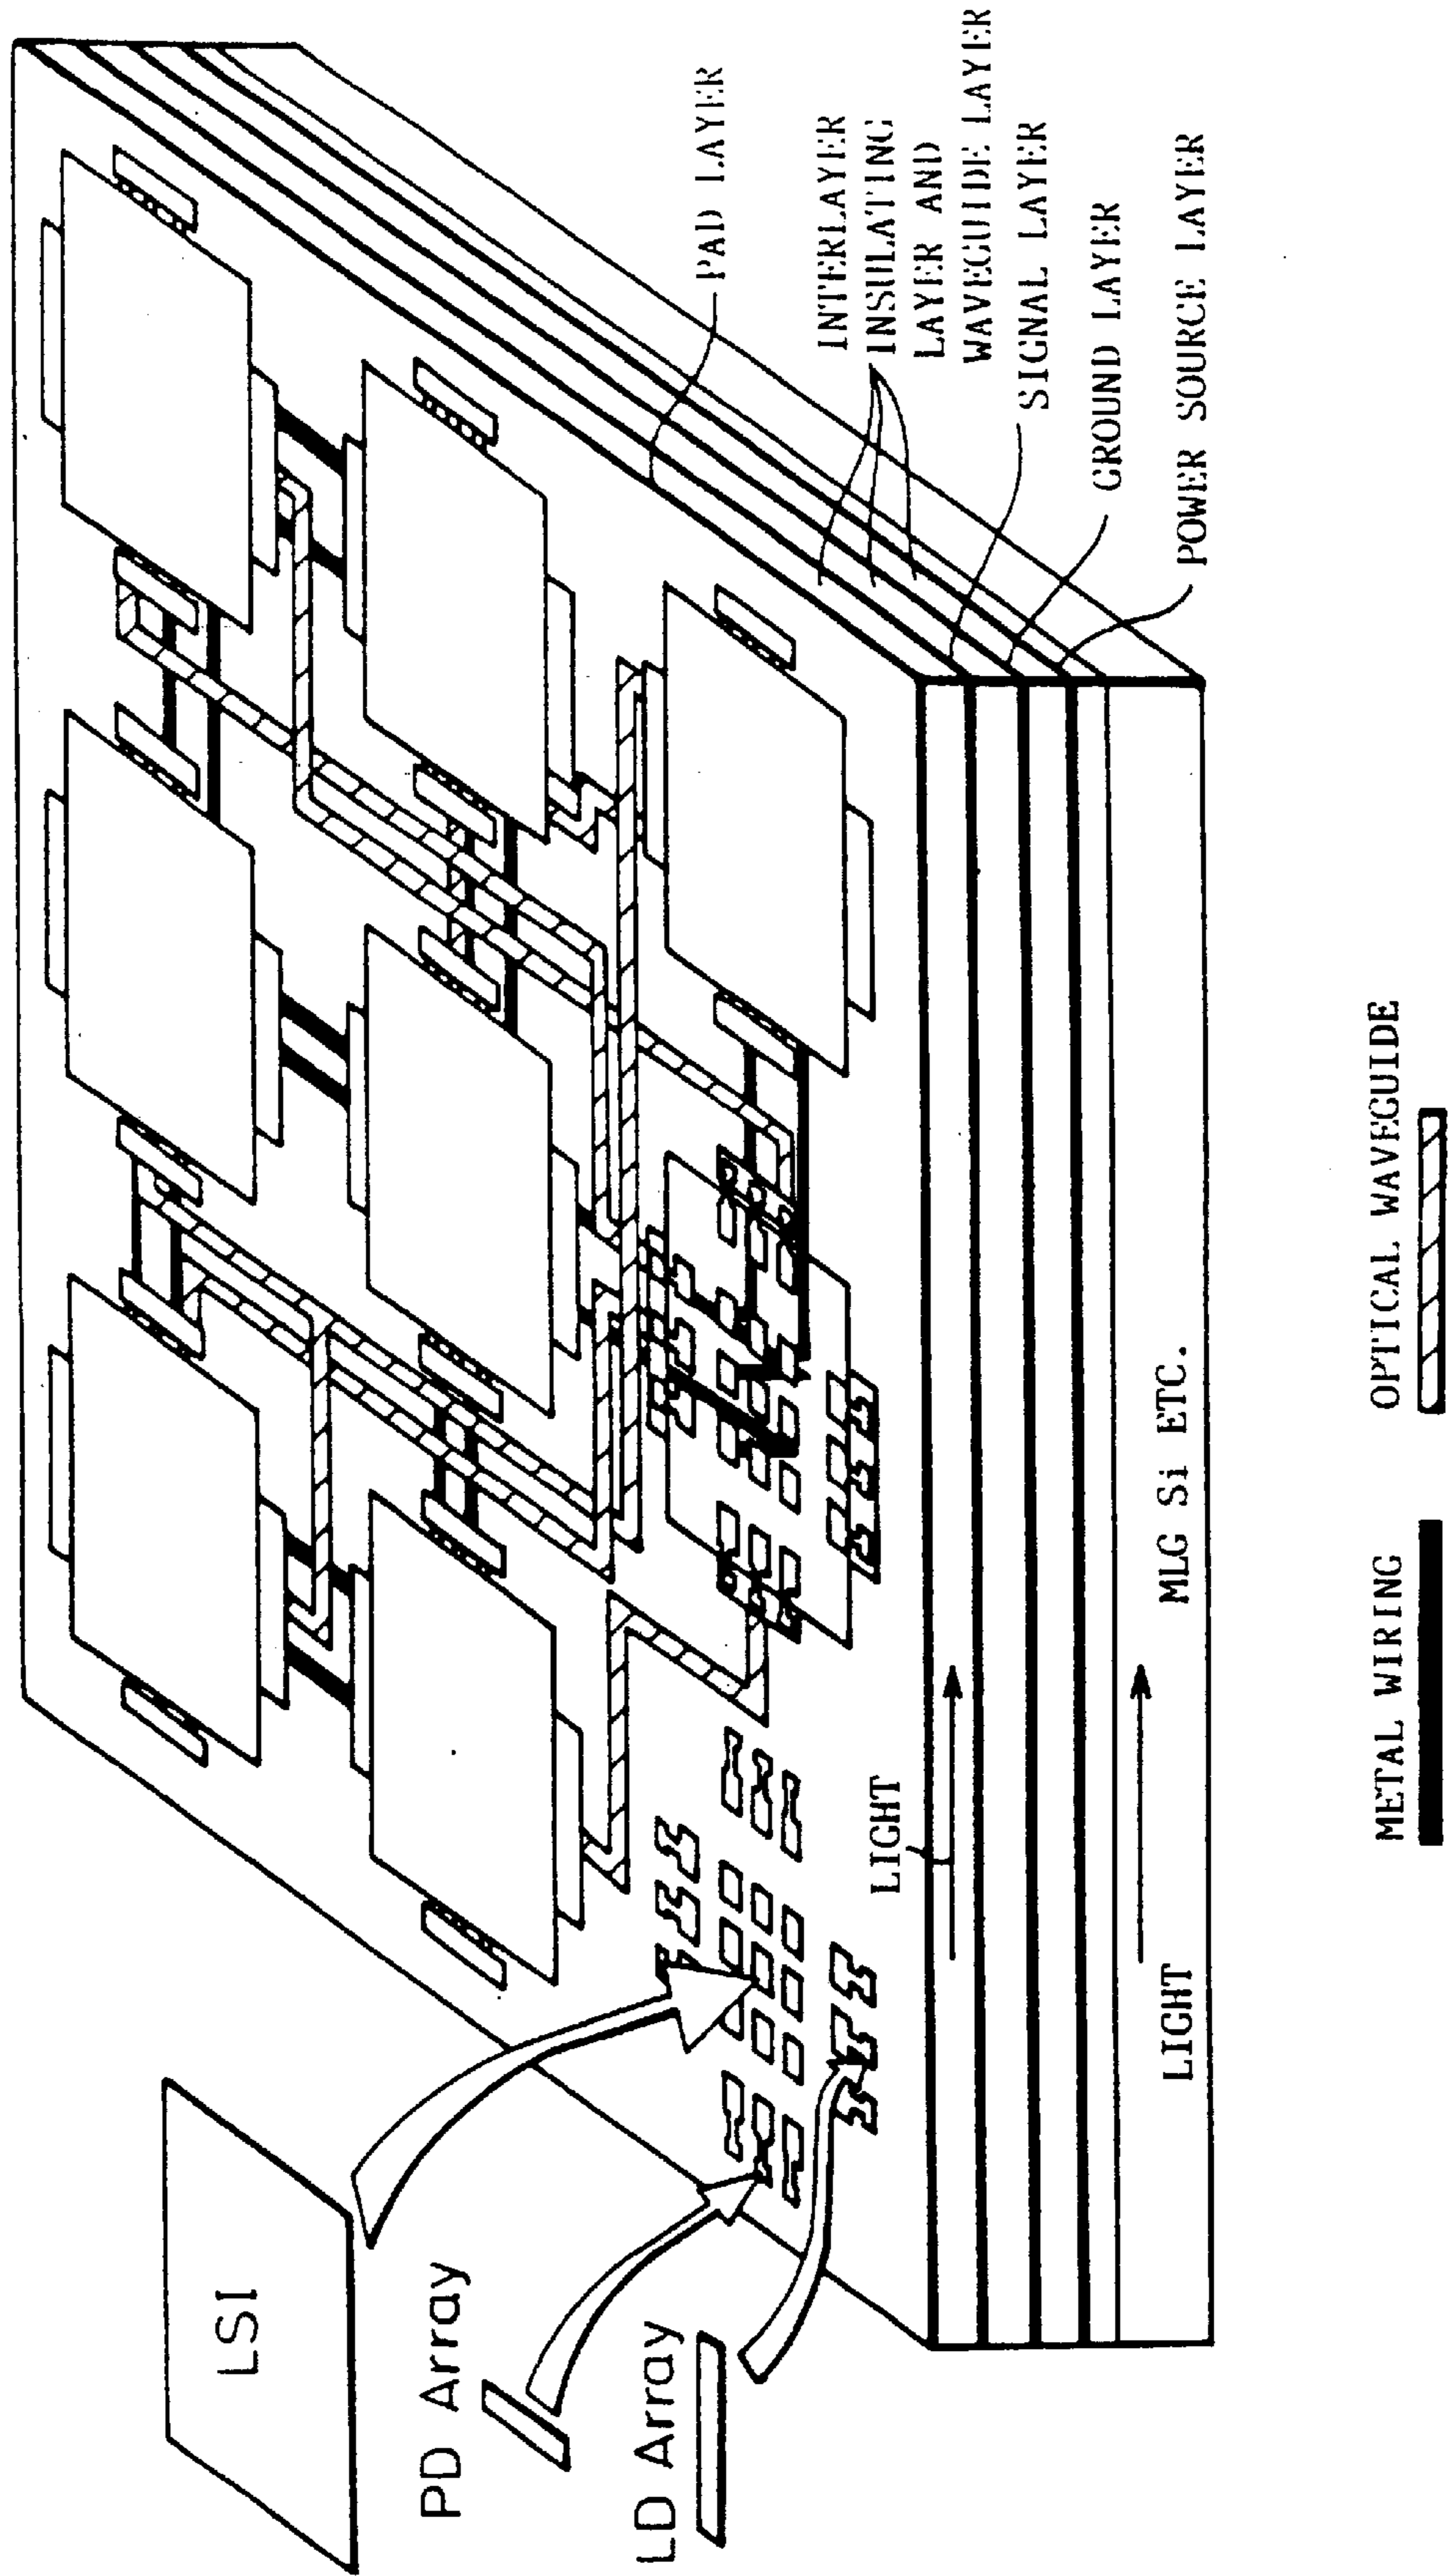 LSI
PD Array
LD Array
PAD LAYER
INTERLAYER
INSULATING
LAYER AND
WAVEGUIDE LAYER
SIGNAL LAYER
GROUND LAYER
POWER SOURCE LAYER
LIGHT
LIGHT
MLG Si ETC.
METAL WIRING
OPTICAL WAVEGUIDE